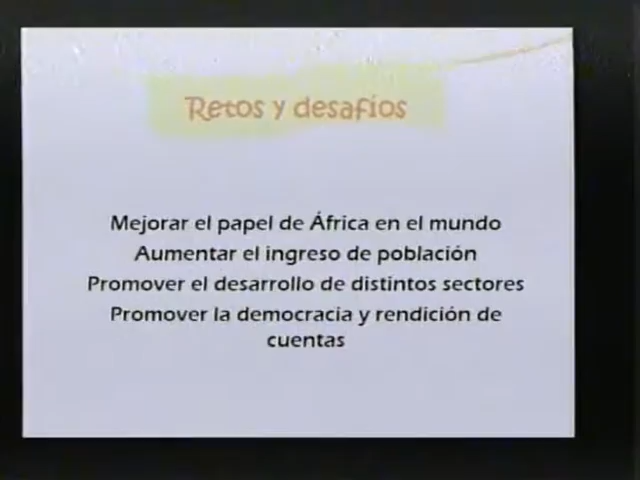 Retos y desafíos
Mejorar el papel de África en el mundo
Aumentar el ingreso de población
Promover el desarrollo de distintos sectores
Promover la democracia y rendición de
cuentas